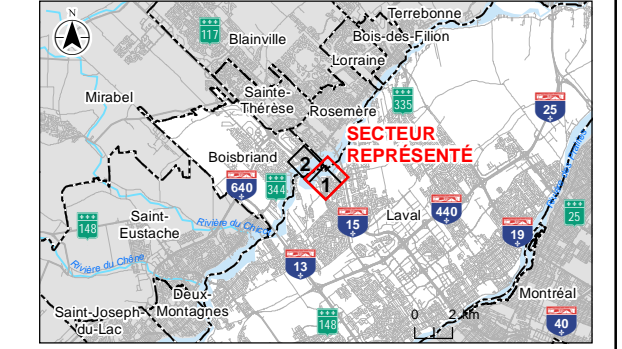 N
Terrebonne
117
Blainville
Bois-des-Filion
Lorraine
Mirabel
Sainte-
Thérèse
Rosemère
335
25
SECTEUR
REPRÉSENTÉ
Boisbriand
2
1
640
344
Saint-
Eustache
148
Rivière du Chicot
15
Laval
440
25
19
13
Rivière du Chêne
Deux-
Montagnes
Saint-Joseph-
du-Lac
148
0 2 km
Montréal
40